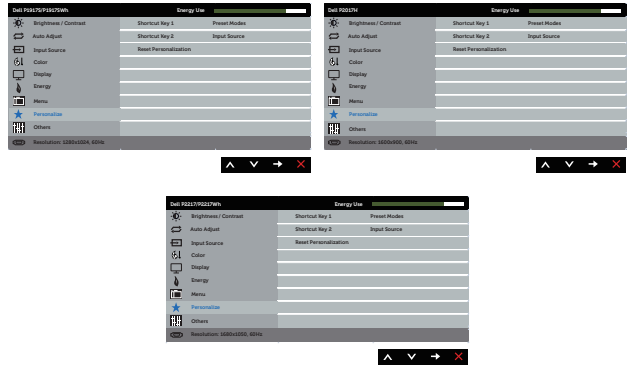 Dell P1917S/P1917SWh Energy Use
Brightness / Contrast Shortcut Key 1 Preset Modes
Auto Adjust Shortcut Key 2 Input Source
Input Source Reset Personalization
Color
Display
Energy
Menu
Personalize
Others
Resolution: 1280x1024, 60Hz
Dell P2017H Energy Use
Brightness / Contrast Shortcut Key 1 Preset Modes
Auto Adjust Shortcut Key 2 Input Source
Input Source Reset Personalization
Color
Display
Energy
Menu
Personalize
Others
Resolution: 1600x900, 60Hz
Dell P2217/P2217Wh Energy Use
Brightness / Contrast Shortcut Key 1 Preset Modes
Auto Adjust Shortcut Key 2 Input Source
Input Source Reset Personalization
Color
Display
Energy
Menu
Personalize
Others
Resolution: 1680x1050, 60Hz